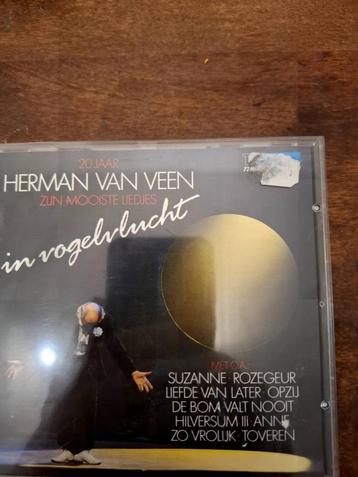 20 JAAR
HERMAN VAN VEEN
ZIJN MOOISTE LIEDJES
in vogelvlucht
MET O.A.:
SUZANNE · ROZEGEUR
LIEFDE VAN LATER · OPZIJ
DE BOM VALT NOOIT
HILVERSUM III · ANNE
ZO VROLIJK · TOVEREN